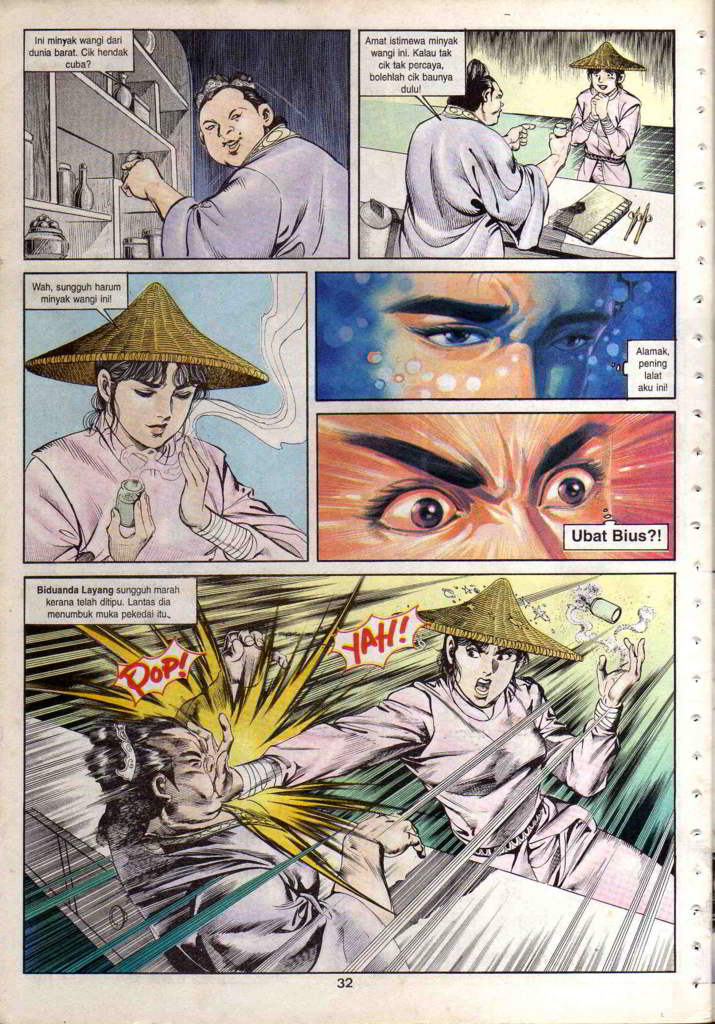 Ini minyak wangi dari
dunia barat. Cik hendak
cuba?
Amat istimewa minyak
wangi ini. Kalau tak
cik tak percaya,
bolehlah cik baunya
dulu!
Wah, sungguh harum
minyak wangi ini!
Alamak,
pening
lalat
aku ini!
Ubat Bius?!
Biduanda Layang sungguh marah
kerana telah ditipu. Lantas dia
menumbuk muka pekedai itu.
POP!
YAH!
32